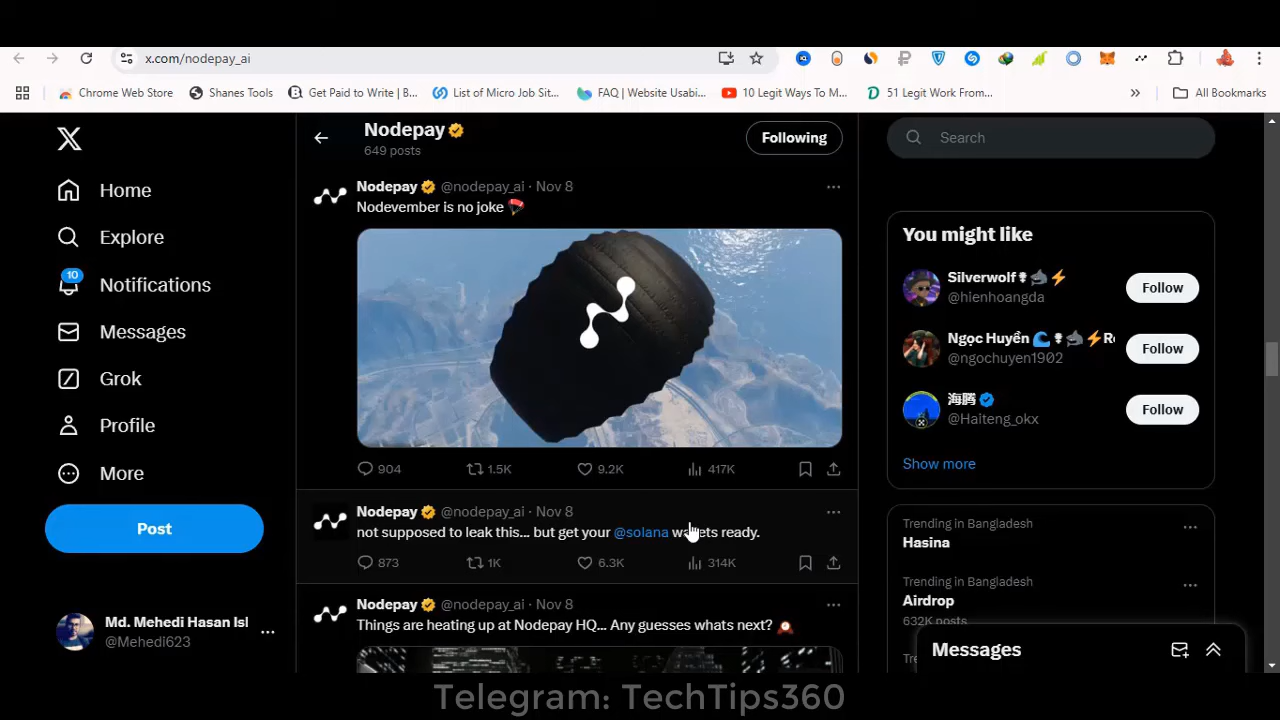 x.com/nodepay_ai
Chrome Web Store
Shanes Tools
Get Paid to Write | B...
List of Micro Job Sit...
FAQ | Website Usabi...
10 Legit Ways To M...
51 Legit Work From...
»
All Bookmarks
Home
Explore
10
Notifications
Messages
Grok
Profile
More
Post
Md. Mehedi Hasan Isl
@Mehedi623
Nodepay
649 posts
Following
Nodepay @nodepay_ai · Nov 8
Nodevember is no joke
904 1.5K 9.2K 417K
Nodepay @nodepay_ai · Nov 8
not supposed to leak this... but get your @solana wallets ready.
873 1K 6.3K 314K
Nodepay @nodepay_ai · Nov 8
Things are heating up at Nodepay HQ... Any guesses whats next?
Search
You might like
Silverwolf
@hienhoangda
Follow
Ngọc Huyền
@ngochuyen1902
Follow
海腾
@Haiteng_okx
Follow
Show more
Trending in Bangladesh
Hasina
Trending in Bangladesh
Airdrop
632K posts
Messages
Telegram: TechTips360